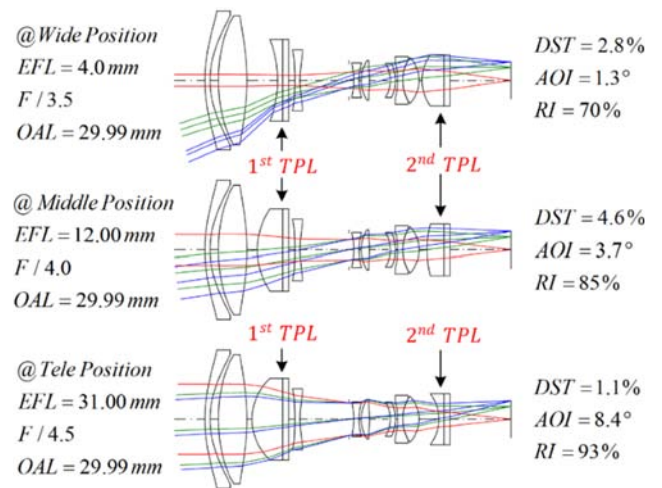 @ Wide Position
EFL = 4.0 mm
F / 3.5
OAL = 29.99 mm
DST = 2.8%
AOI = 1.3°
RI = 70%
1st TPL
2nd TPL
@ Middle Position
EFL = 12.00 mm
F / 4.0
OAL = 29.99 mm
DST = 4.6%
AOI = 3.7°
RI = 85%
1st TPL
2nd TPL
@ Tele Position
EFL = 31.00 mm
F / 4.5
OAL = 29.99 mm
DST = 1.1%
AOI = 8.4°
RI = 93%